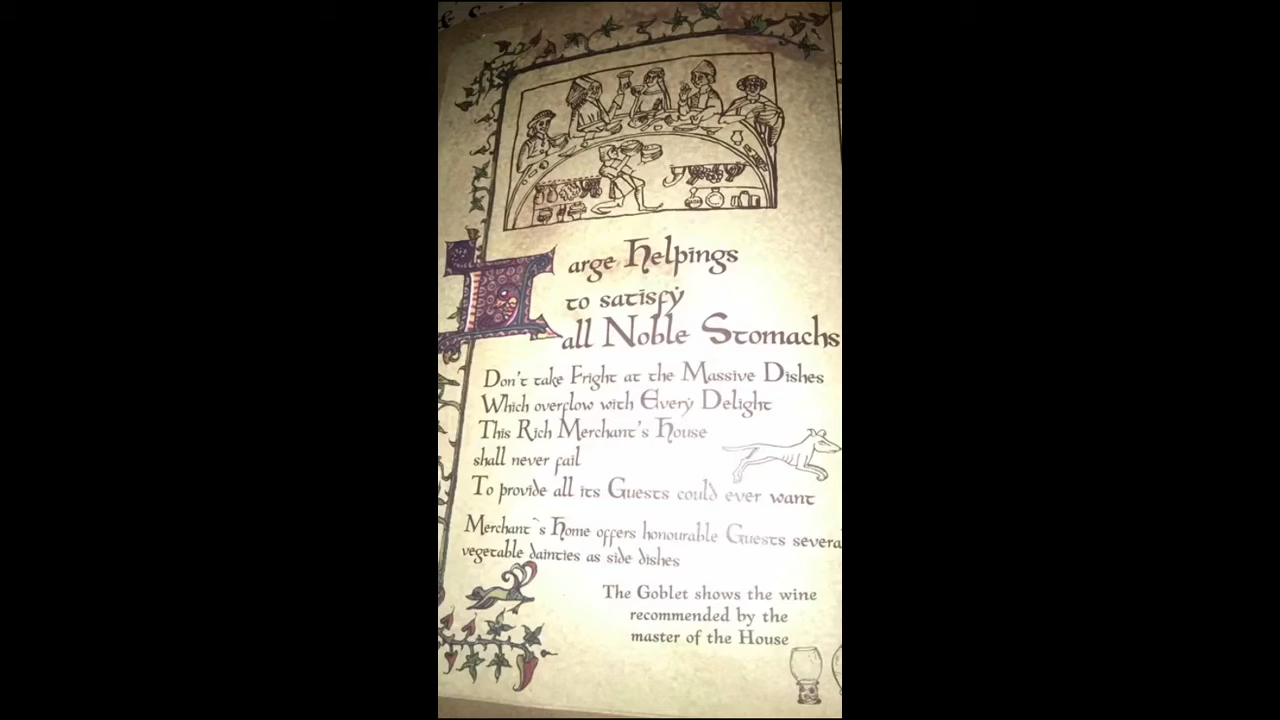 Large Helpings
to satisfy
all Noble Stomachs
Don't take Fright at the Massive Dishes
Which overflow with Every Delight
This Rich Merchant's House
shall never fail
To provide all its Guests could ever want
Merchant`s Home offers honourable Guests severa
vegetable dainties as side dishes
The Goblet shows the wine
recommended by the
master of the House